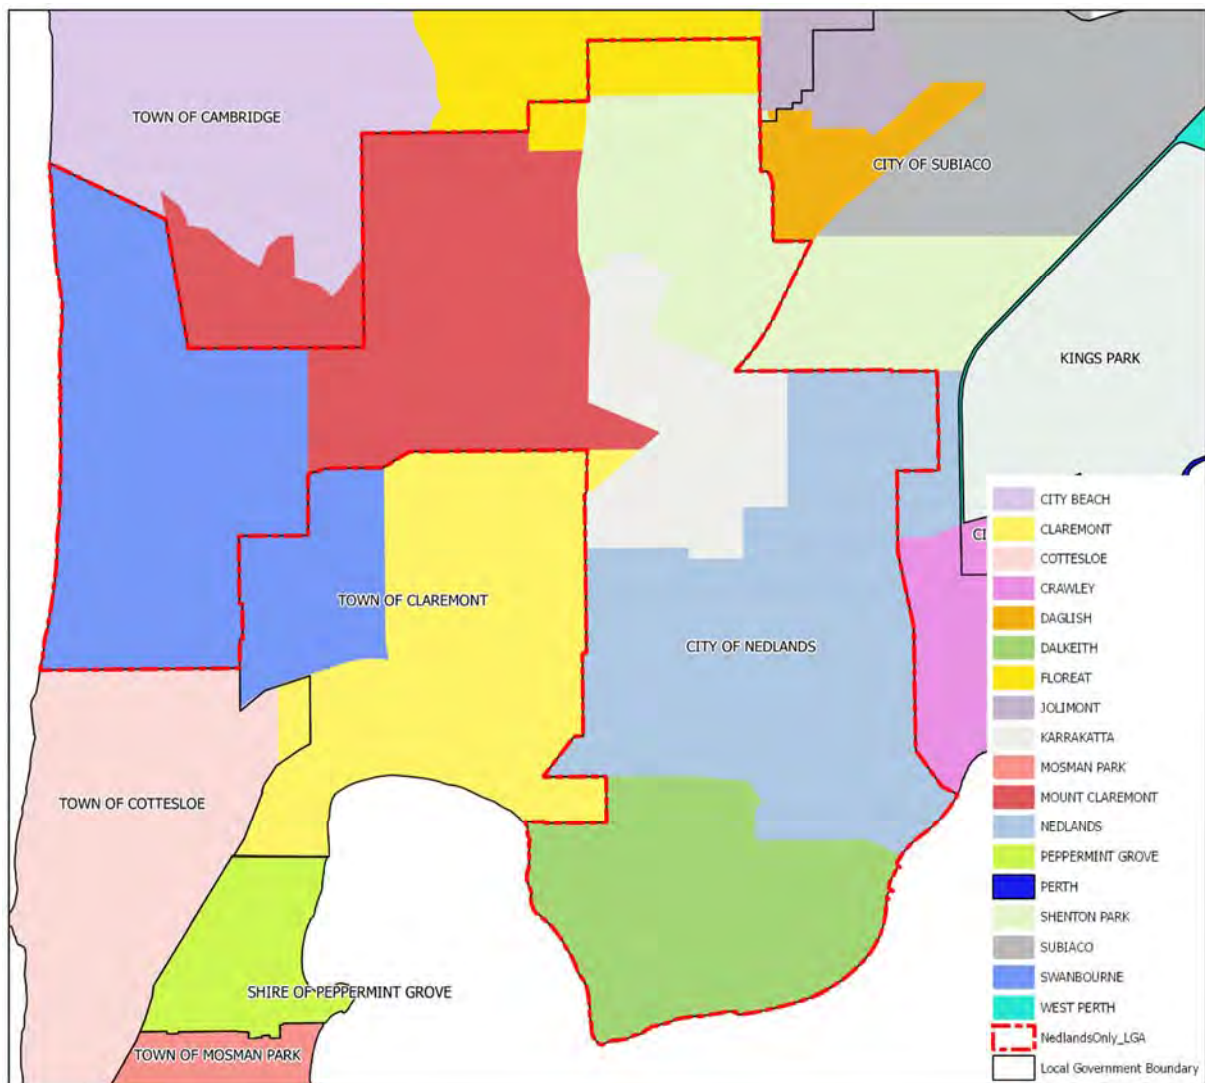 TOWN OF CAMBRIDGE
CITY OF SUBIACO
KINGS PARK
TOWN OF CLAREMONT
CITY OF NEDLANDS
TOWN OF COTTESLOE
SHIRE OF PEPPERMINT GROVE
TOWN OF MOSMAN PARK
CI
CITY BEACH
CLAREMONT
COTTESLOE
CRAWLEY
DAGLISH
DALKEITH
FLOREAT
JOLIMONT
KARRAKATTA
MOSMAN PARK
MOUNT CLAREMONT
NEDLANDS
PEPPERMINT GROVE
PERTH
SHENTON PARK
SUBIACO
SWANBOURNE
WEST PERTH
NedlandsOnly_LGA
Local Government Boundary